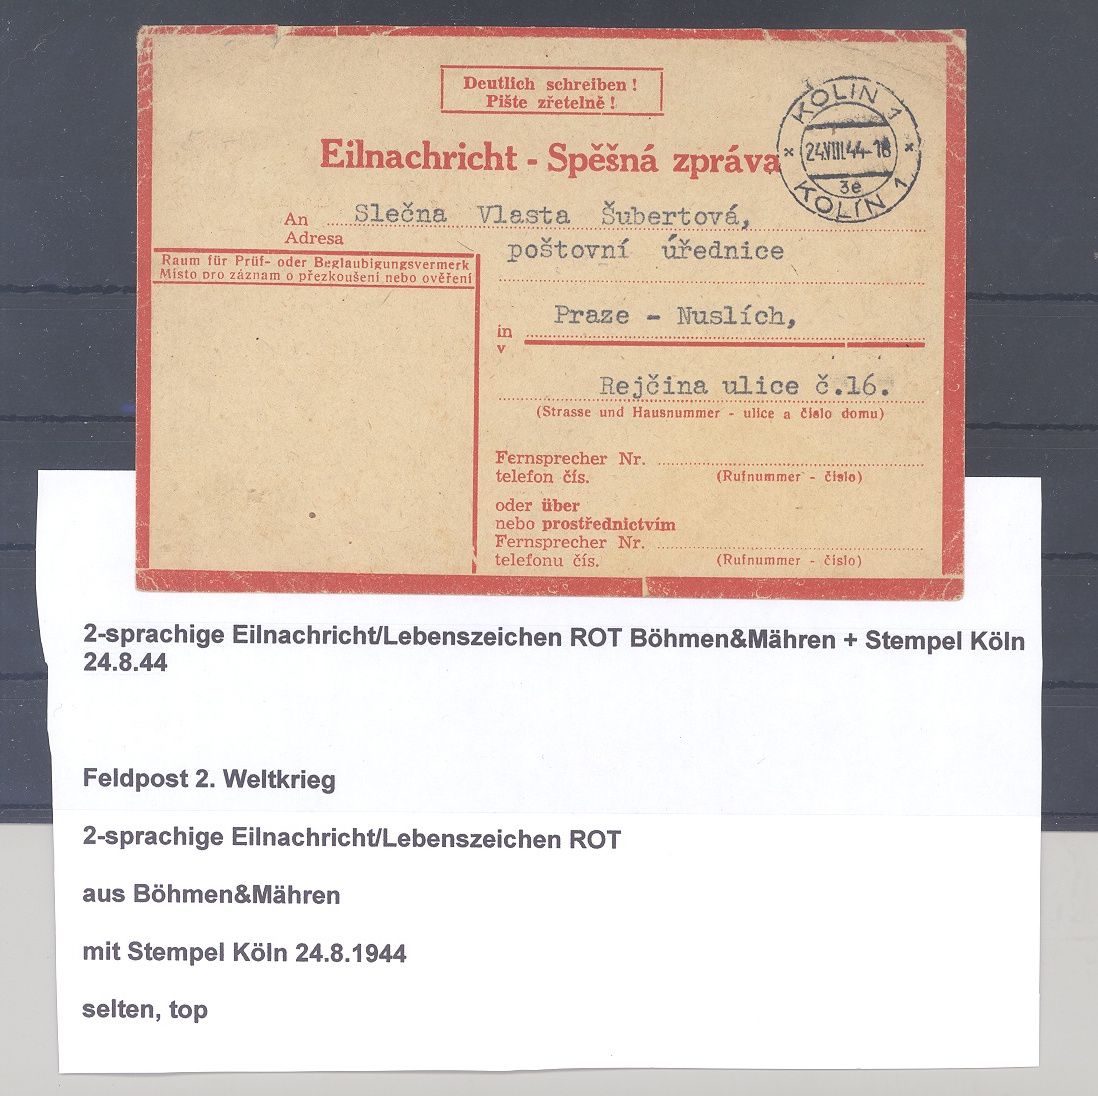 Deutlich schreiben!
Pište zřetelně!
Eilnachricht - Spěšná zpráva
KOLIN 1
24.VIII.44-18
3e
KOLÍN 1
An
Adresa
Slečna Vlasta Šubertová,
poštovní úřednice
Raum für Prüf- oder Beglaubigungsvermerk
Místo pro záznam o přezkoušení nebo ověření
in
v
Praze - Nuslích,
Rejčina ulice č.16.
(Strasse und Hausnummer - ulice a číslo domu)
Fernsprecher Nr.
telefon čís.
(Rufnummer - číslo)
oder über
nebo prostřednictvím
Fernsprecher Nr.
telefonu čís.
(Rufnummer - číslo)
2-sprachige Eilnachricht/Lebenszeichen ROT Böhmen&Mähren + Stempel Köln
24.8.44
Feldpost 2. Weltkrieg
2-sprachige Eilnachricht/Lebenszeichen ROT
aus Böhmen&Mähren
mit Stempel Köln 24.8.1944
selten, top